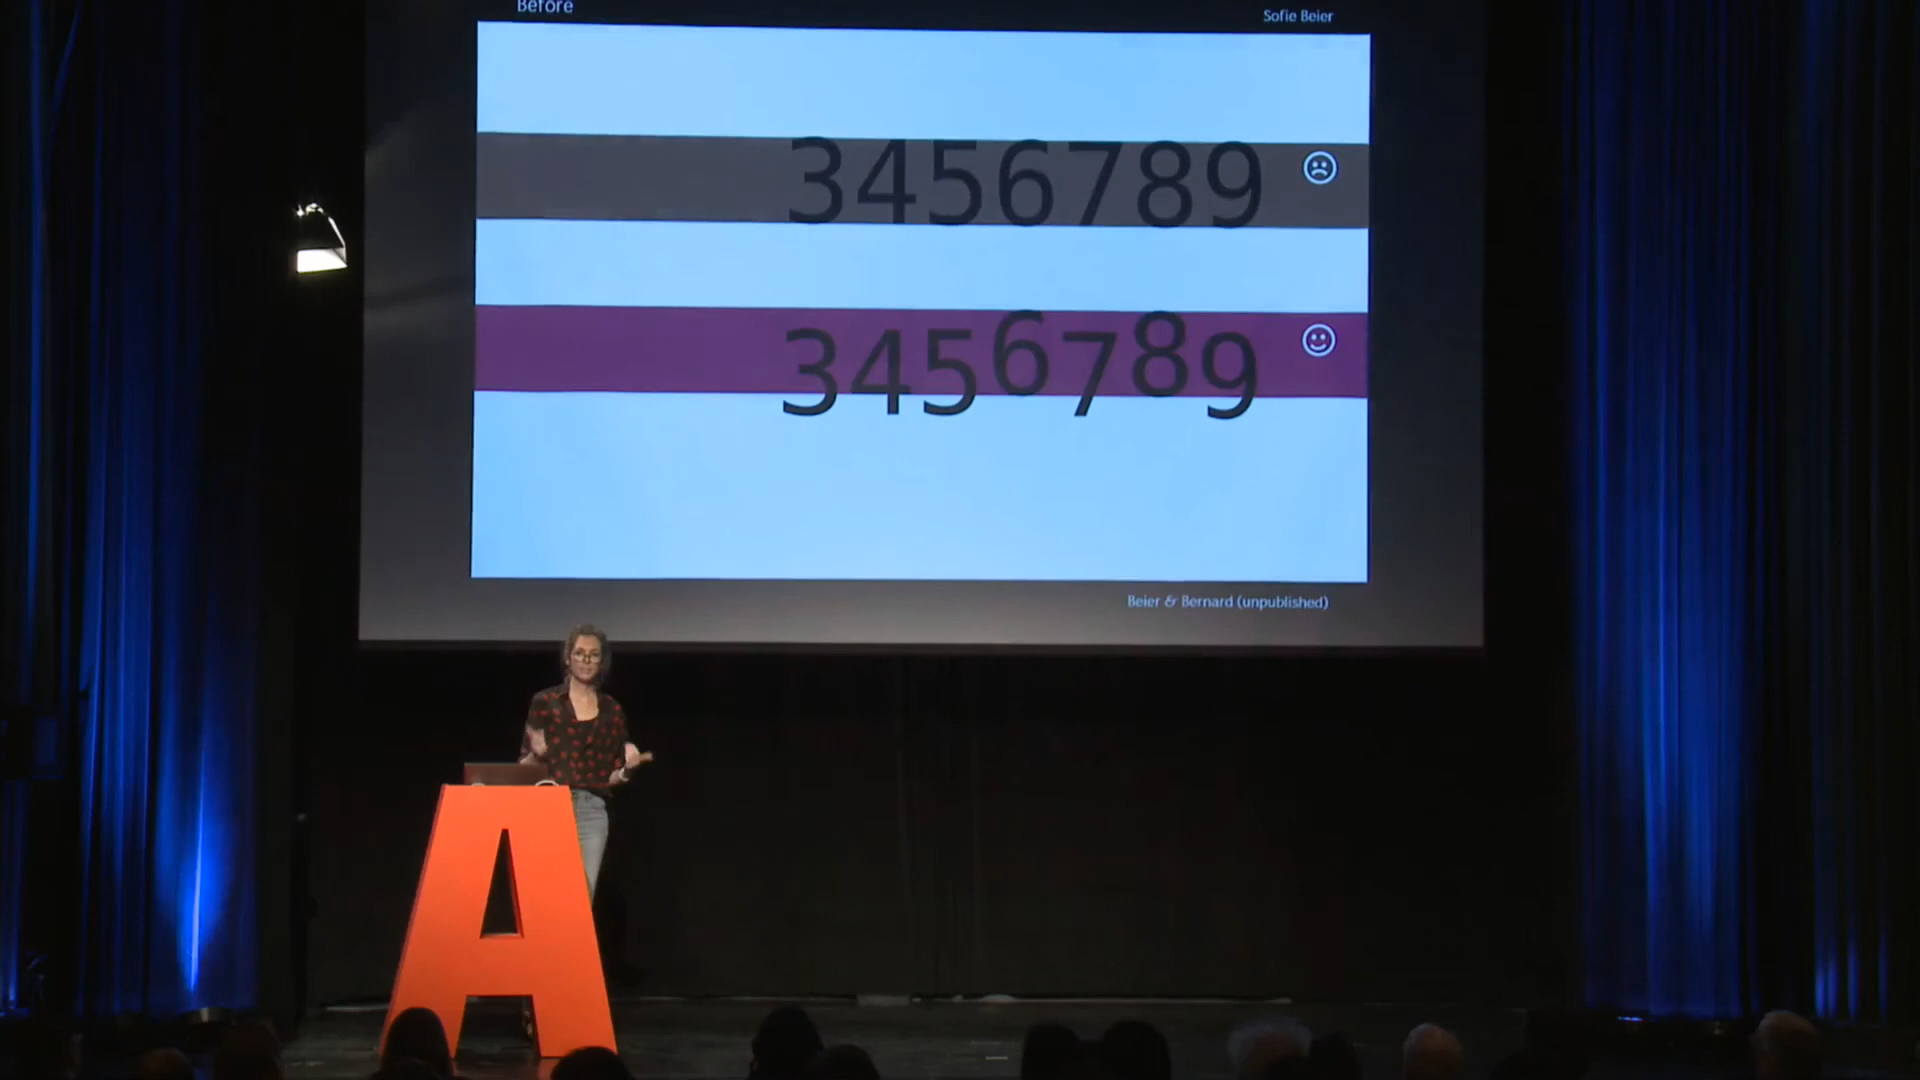 Before
Sofie Beier
3456789
3456789
Beier & Bernard (unpublished)
A